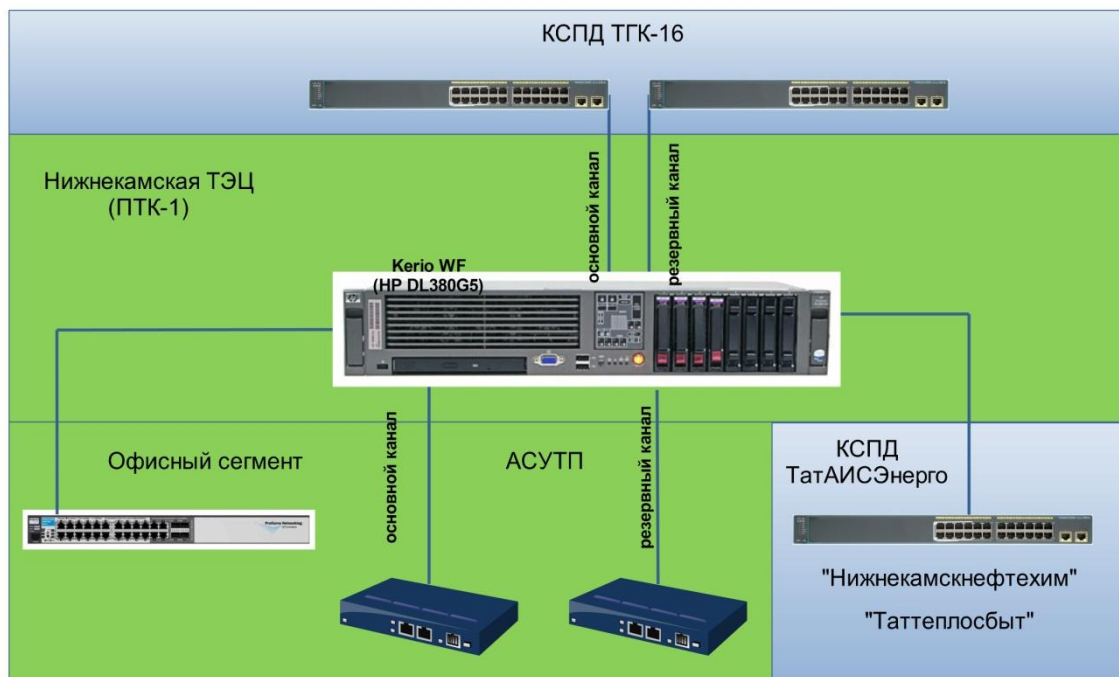 КСПД ТГК-16
Нижнекамская ТЭЦ
(ПТК-1)
основной канал
резервный канал
Kerio WF
(HP DL380G5)
Офисный сегмент
основной канал
АСУТП
резервный канал
КСПД
ТатАИСЭнерго
"Нижнекамскнефтехим"
"Таттеплосбыт"